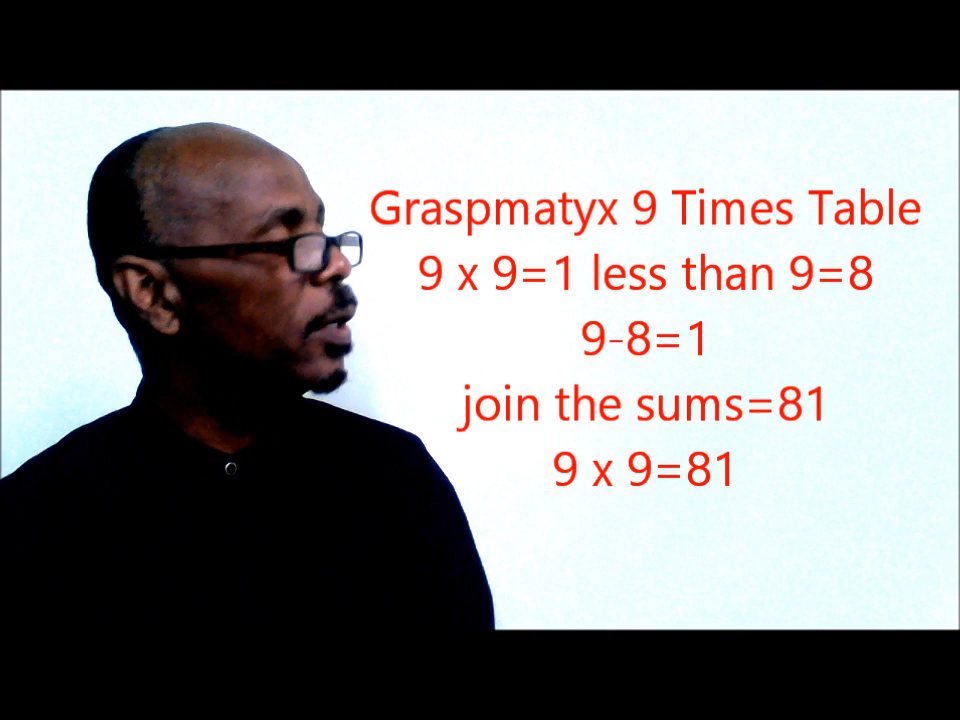 Graspmatyx 9 Times Table
9 x 9=1 less than 9=8
9-8=1
join the sums=81
9 x 9=81